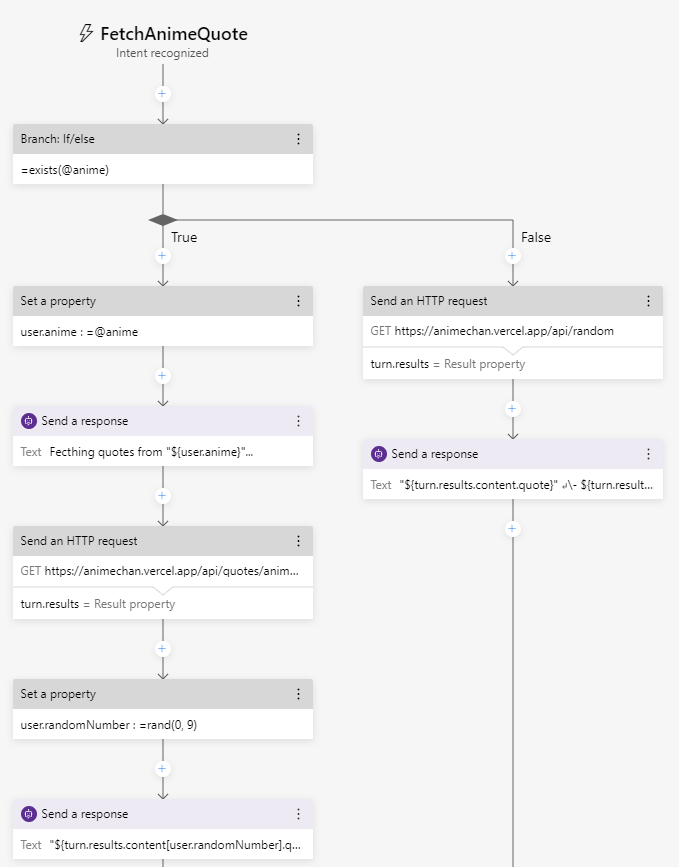 FetchAnimeQuote
Intent recognized
Branch: If/else
=exists(@anime)
True
False
Set a property
user.anime : =@anime
Send an HTTP request
GET https://animechan.vercel.app/api/random
turn.results = Result property
Send a response
Text Fecthing quotes from "${user.anime}"...
Send a response
Text "${turn.results.content.quote}" ↲\- ${turn.result...
Send an HTTP request
GET https://animechan.vercel.app/api/quotes/anim...
turn.results = Result property
Set a property
user.randomNumber : =rand(0, 9)
Send a response
Text "${turn.results.content[user.randomNumber].q...